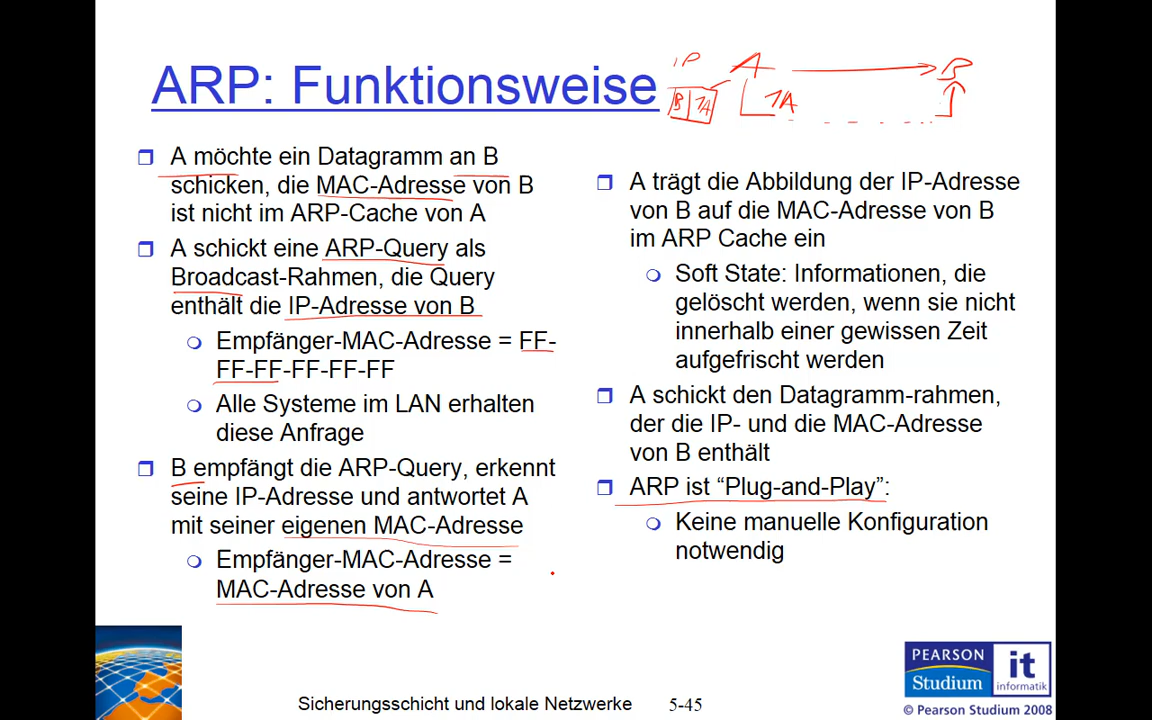 ARP: Funktionsweise
IP A B
B 7A 7A
A möchte ein Datagramm an B
schicken, die MAC-Adresse von B
ist nicht im ARP-Cache von A
A schickt eine ARP-Query als
Broadcast-Rahmen, die Query
enthält die IP-Adresse von B
Empfänger-MAC-Adresse = FF-
FF-FF-FF-FF-FF
Alle Systeme im LAN erhalten
diese Anfrage
B empfängt die ARP-Query, erkennt
seine IP-Adresse und antwortet A
mit seiner eigenen MAC-Adresse
Empfänger-MAC-Adresse =
MAC-Adresse von A
A trägt die Abbildung der IP-Adresse
von B auf die MAC-Adresse von B
im ARP Cache ein
Soft State: Informationen, die
gelöscht werden, wenn sie nicht
innerhalb einer gewissen Zeit
aufgefrischt werden
A schickt den Datagramm-rahmen,
der die IP- und die MAC-Adresse
von B enthält
ARP ist “Plug-and-Play”:
Keine manuelle Konfiguration
notwendig
Sicherungsschicht und lokale Netzwerke 5-45
PEARSON
Studium
it
informatik
© Pearson Studium 2008